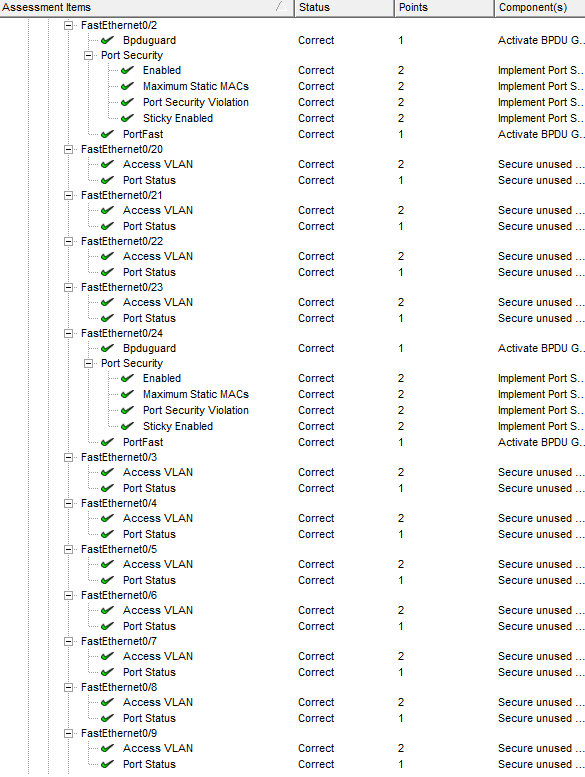 Assessment Items Status Points Component(s)
FastEthernet0/2
Bpduguard Correct 1 Activate BPDU G...
Port Security
Enabled Correct 2 Implement Port S...
Maximum Static MACs Correct 2 Implement Port S...
Port Security Violation Correct 2 Implement Port S...
Sticky Enabled Correct 2 Implement Port S...
PortFast Correct 1 Activate BPDU G...
FastEthernet0/20
Access VLAN Correct 2 Secure unused ...
Port Status Correct 1 Secure unused ...
FastEthernet0/21
Access VLAN Correct 2 Secure unused ...
Port Status Correct 1 Secure unused ...
FastEthernet0/22
Access VLAN Correct 2 Secure unused ...
Port Status Correct 1 Secure unused ...
FastEthernet0/23
Access VLAN Correct 2 Secure unused ...
Port Status Correct 1 Secure unused ...
FastEthernet0/24
Bpduguard Correct 1 Activate BPDU G...
Port Security
Enabled Correct 2 Implement Port S...
Maximum Static MACs Correct 2 Implement Port S...
Port Security Violation Correct 2 Implement Port S...
Sticky Enabled Correct 2 Implement Port S...
PortFast Correct 1 Activate BPDU G...
FastEthernet0/3
Access VLAN Correct 2 Secure unused ...
Port Status Correct 1 Secure unused ...
FastEthernet0/4
Access VLAN Correct 2 Secure unused ...
Port Status Correct 1 Secure unused ...
FastEthernet0/5
Access VLAN Correct 2 Secure unused ...
Port Status Correct 1 Secure unused ...
FastEthernet0/6
Access VLAN Correct 2 Secure unused ...
Port Status Correct 1 Secure unused ...
FastEthernet0/7
Access VLAN Correct 2 Secure unused ...
Port Status Correct 1 Secure unused ...
FastEthernet0/8
Access VLAN Correct 2 Secure unused ...
Port Status Correct 1 Secure unused ...
FastEthernet0/9
Access VLAN Correct 2 Secure unused ...
Port Status Correct 1 Secure unused ...